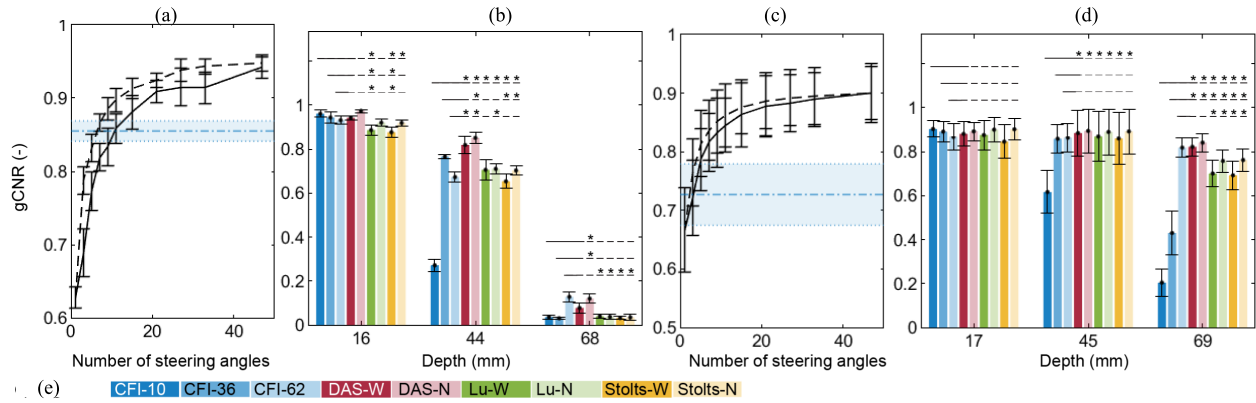 (a) (b) (c) (d)
gCNR (-)
1
0.9
0.8
0.7
0.6
0 20 40
Number of steering angles
1
0.8
0.6
0.4
0.2
0
16 44 68
Depth (mm)
* * *
* *
* *
* * * * * *
* * *
* * *
*
*
* * * *
1
0.9
0.8
0.7
0.6
0.5
0 20 40
Number of steering angles
1
0.8
0.6
0.4
0.2
0
17 45 69
Depth (mm)
* * * * * *
* * * * * *
* * * * * *
* * * *
(e) CFI-10 CFI-36 CFI-62 DAS-W DAS-N Lu-W Lu-N Stolts-W Stolts-N